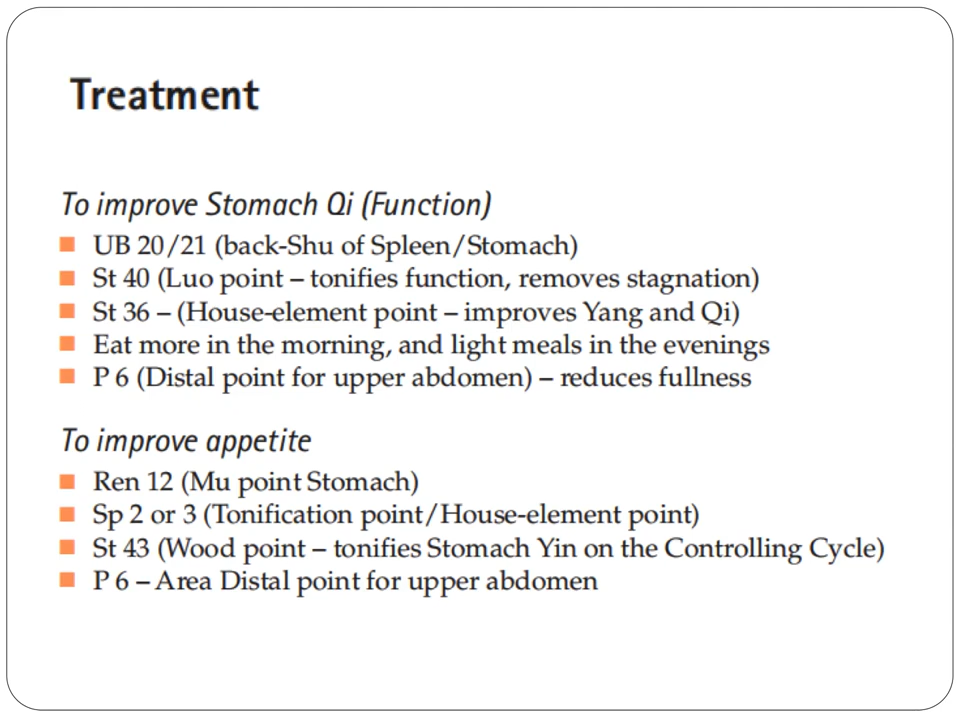 Treatment
To improve Stomach Qi (Function)
UB 20/21 (back-Shu of Spleen/Stomach)
St 40 (Luo point – tonifies function, removes stagnation)
St 36 – (House-element point – improves Yang and Qi)
Eat more in the morning, and light meals in the evenings
P 6 (Distal point for upper abdomen) – reduces fullness
To improve appetite
Ren 12 (Mu point Stomach)
Sp 2 or 3 (Tonification point/House-element point)
St 43 (Wood point – tonifies Stomach Yin on the Controlling Cycle)
P 6 – Area Distal point for upper abdomen